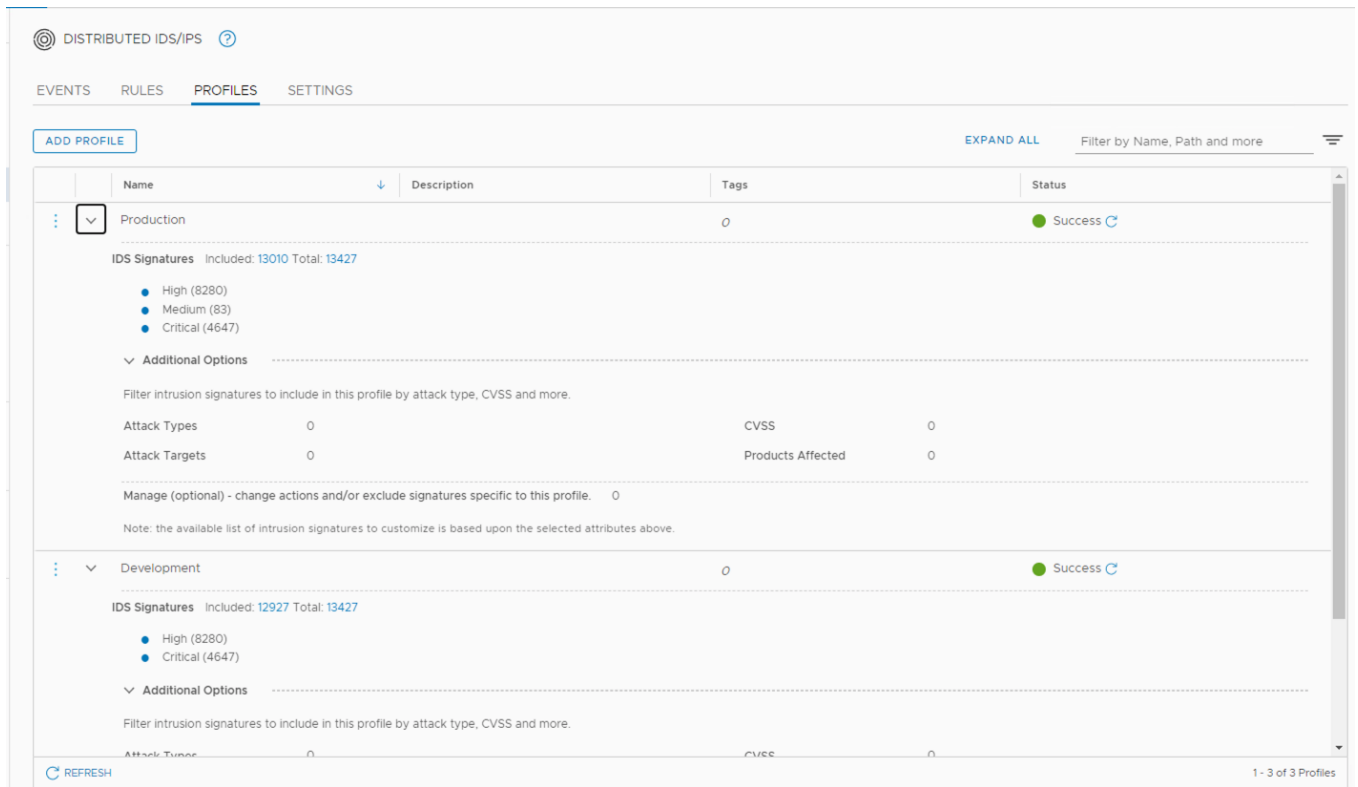 DISTRIBUTED IDS/IPS ?
EVENTS RULES PROFILES SETTINGS
ADD PROFILE EXPAND ALL Filter by Name, Path and more
Name Description Tags Status
Production 0 Success
IDS Signatures Included: 13010 Total: 13427
High (8280)
Medium (83)
Critical (4647)
Additional Options
Filter intrusion signatures to include in this profile by attack type, CVSS and more.
Attack Types 0 CVSS 0
Attack Targets 0 Products Affected 0
Manage (optional) - change actions and/or exclude signatures specific to this profile. 0
Note: the available list of intrusion signatures to customize is based upon the selected attributes above.
Development 0 Success
IDS Signatures Included: 12927 Total: 13427
High (8280)
Critical (4647)
Additional Options
Filter intrusion signatures to include in this profile by attack type, CVSS and more.
Attack Types 0 CVSS 0
REFRESH 1 - 3 of 3 Profiles